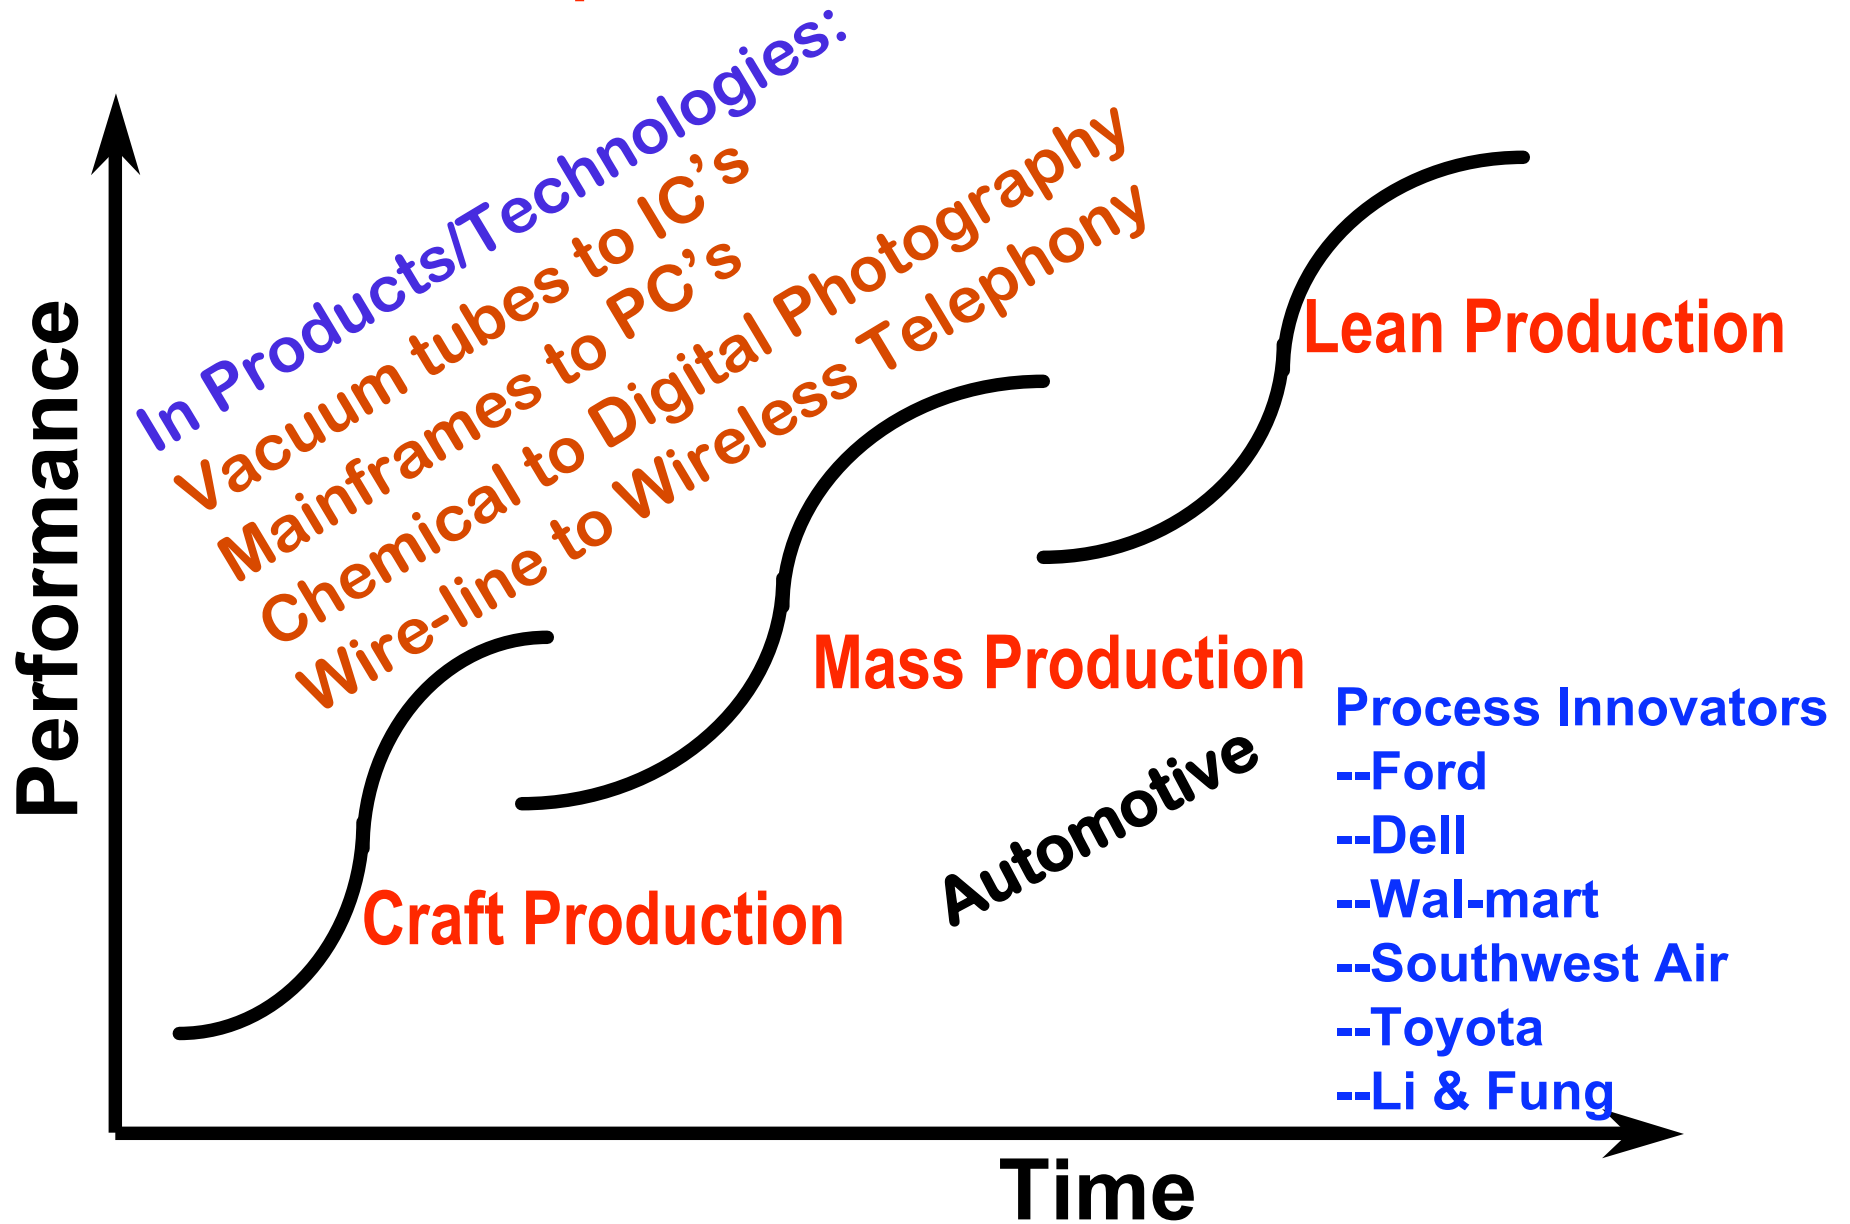 In Products/Technologies:
Vacuum tubes to IC’s
Mainframes to PC’s
Chemical to Digital Photography
Wire-line to Wireless Telephony
Performance
Lean Production
Mass Production
Craft Production
Automotive
Process Innovators
--Ford
--Dell
--Wal-mart
--Southwest Air
--Toyota
--Li & Fung
Time